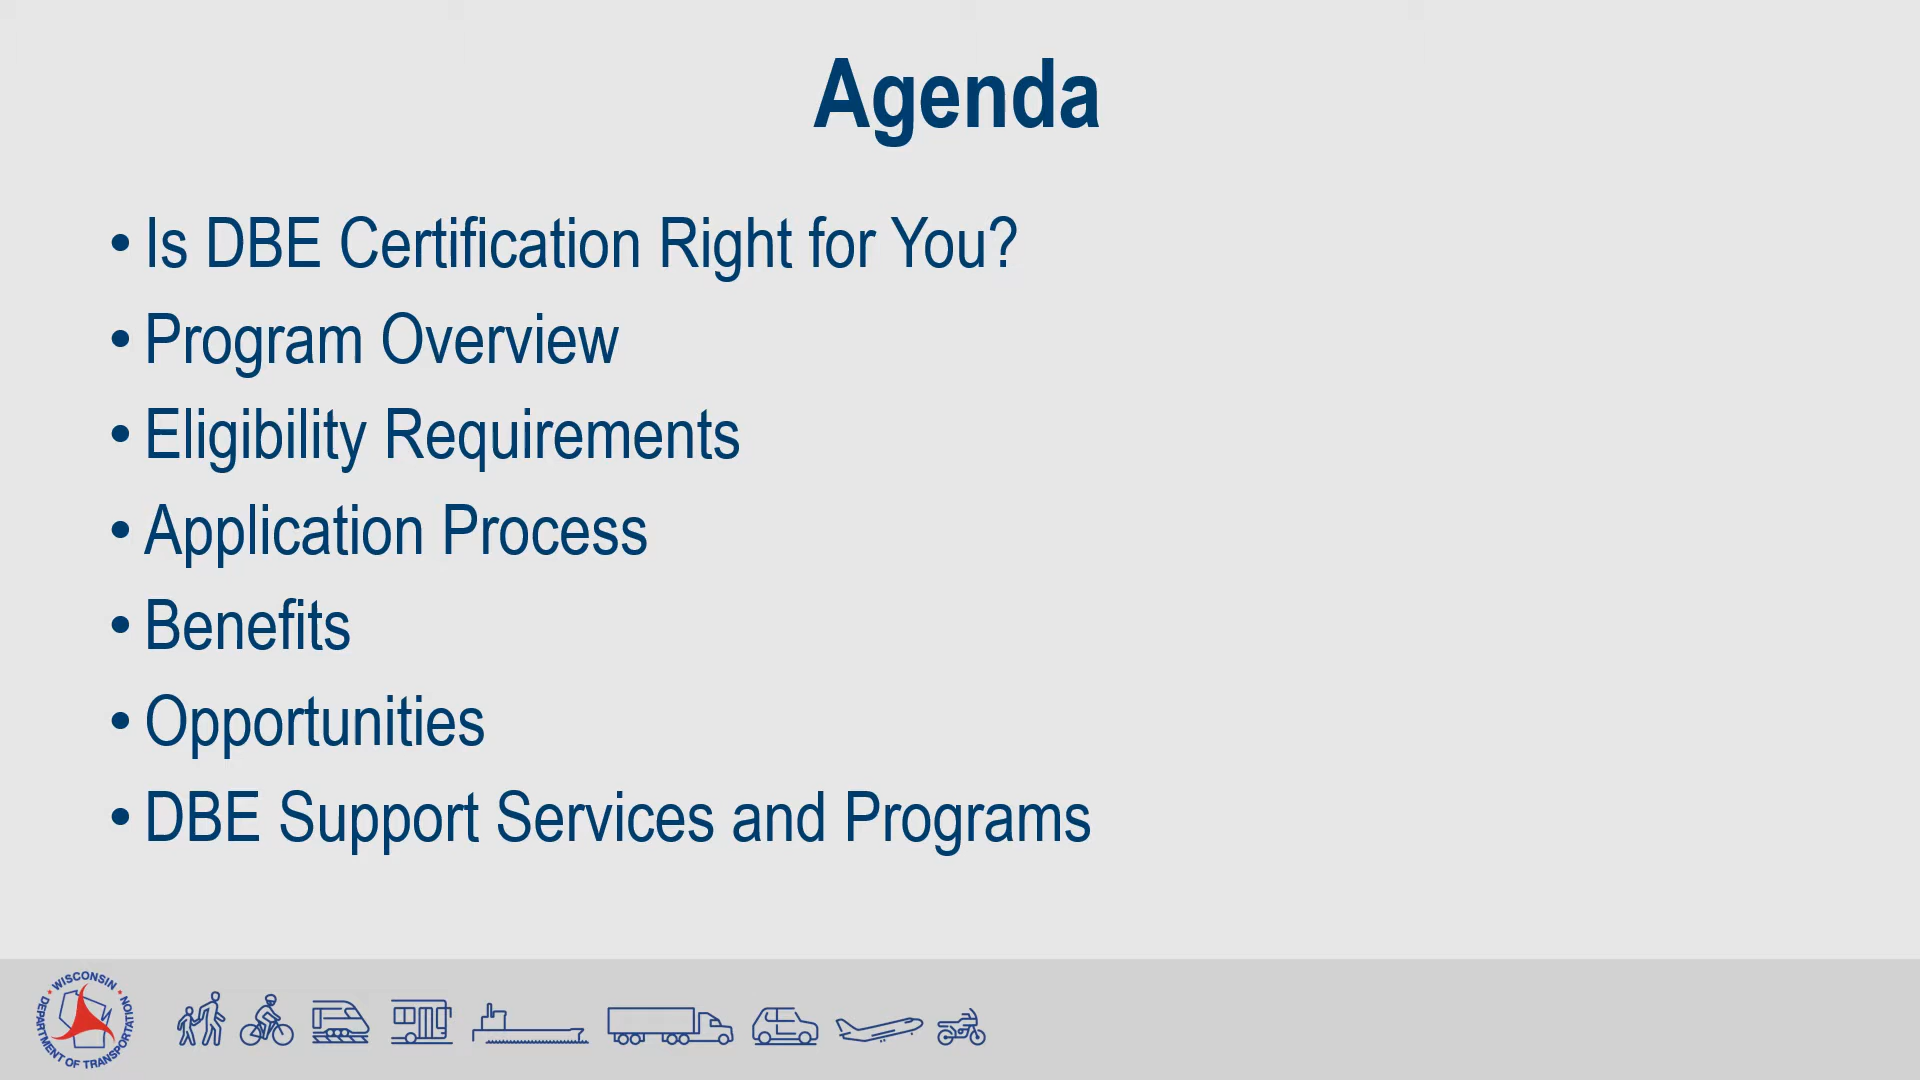 Agenda
• Is DBE Certification Right for You?
• Program Overview
• Eligibility Requirements
• Application Process
• Benefits
• Opportunities
• DBE Support Services and Programs
WISCONSIN
DEPARTMENT OF TRANSPORTATION